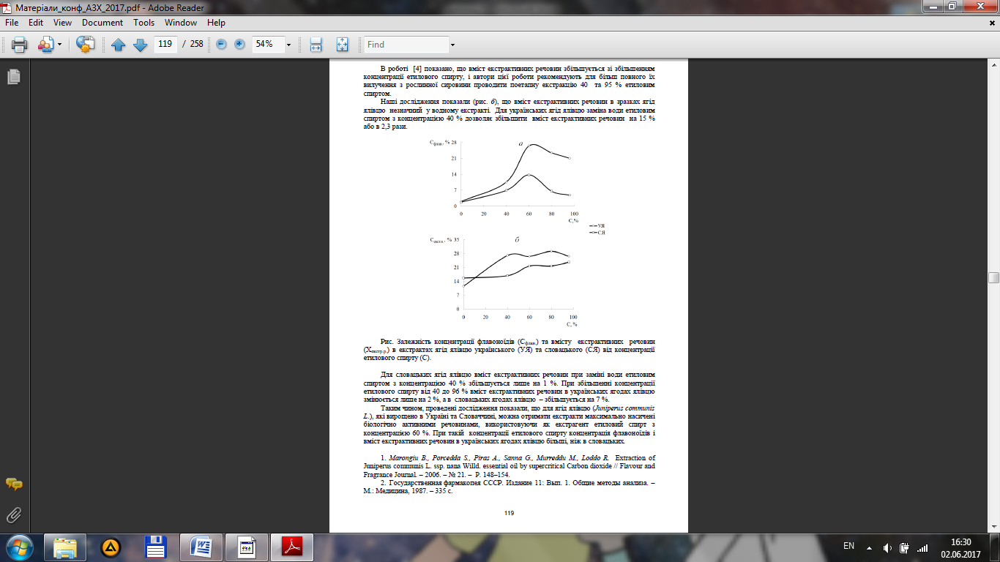 Матеріали_конф_АЗХ_2017.pdf - Adobe Reader
File Edit View Document Tools Window Help
119 / 258 54% Find
В роботі [4] показано, що вміст екстрактивних речовин збільшується зі збільшенням
концентрації етилового спирту, і автори цієї роботи рекомендують для більш повного їх
вилучення з рослинної сировини проводити поетапну екстракцію 40 та 95 % етиловим
спиртом.
Наші дослідження показали (рис. б), що вміст екстрактивних речовин в зразках ягід
ялівцю незначний у водному екстракті. Для українських ягід ялівцю заміна води етиловим
спиртом з концентрацією 40 % дозволяє збільшити вміст екстрактивних речовин на 15 %
або в 2,3 рази.
Сфлав., % 28 а
21
14
7
0
0 20 40 60 80 100
С,%
УЯ
СЯ
Секстр., % 35 б
28
21
14
7
0
0 20 40 60 80 100
С, %
Рис. Залежність концентрації флавоноїдів (Сфлав.) та вмісту екстрактивних речовин
(Хекстр.р.) в екстрактах ягід ялівцю українського (УЯ) та словацького (СЯ) від концентрації
етилового спирту (С).
Для словацьких ягід ялівцю вміст екстрактивних речовин при заміні води етиловим
спиртом з концентрацією 40 % збільшується лише на 1 %. При збільшенні концентрації
етилового спирту від 40 до 96 % вміст екстрактивних речовин в українських ягодах ялівцю
змінюється лише на 2 %, а в словацьких ягодах ялівцю – збільшується на 7 %.
Таким чином, проведені дослідження показали, що для ягід ялівцю (Juniperus communis
L.), які вирощено в Україні та Словаччині, можна отримати екстракти максимально насичені
біологічно активними речовинами, використовуючи як екстрагент етиловий спирт з
концентрацією 60 %. При такій концентрації етилового спирту концентрація флавоноїдів і
вміст екстрактивних речовин в українських ягодах ялівцю більші, ніж в словацьких.
1. Marongiu B., Porcedda S., Piras A., Sanna G., Murreddu M., Loddo R. Extraction of
Juniperus communis L. ssp. nana Willd. essential oil by supercritical Carbon dioxide // Flavour and
Fragrance Journal. – 2006. – № 21. – P. 148–154.
2. Государственная фармакопея СССР. Издание 11: Вып. 1. Общие методы анализа. –
М.: Медицина, 1987. – 335 с.
119
EN 16:30
02.06.2017